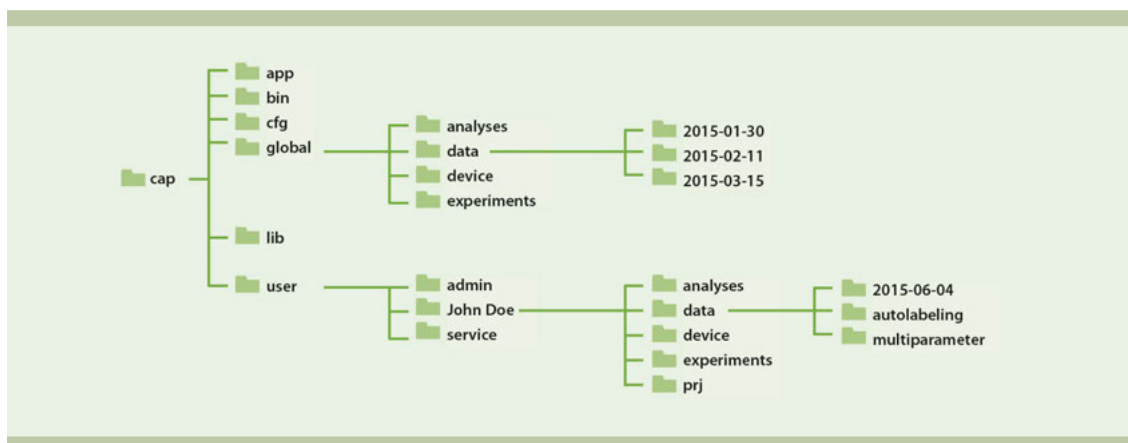 app
bin
cfg
global
analyses
data
device
experiments
2015-01-30
2015-02-11
2015-03-15
cap
lib
user
admin
John Doe
service
analyses
data
device
experiments
prj
2015-06-04
autolabeling
multiparameter